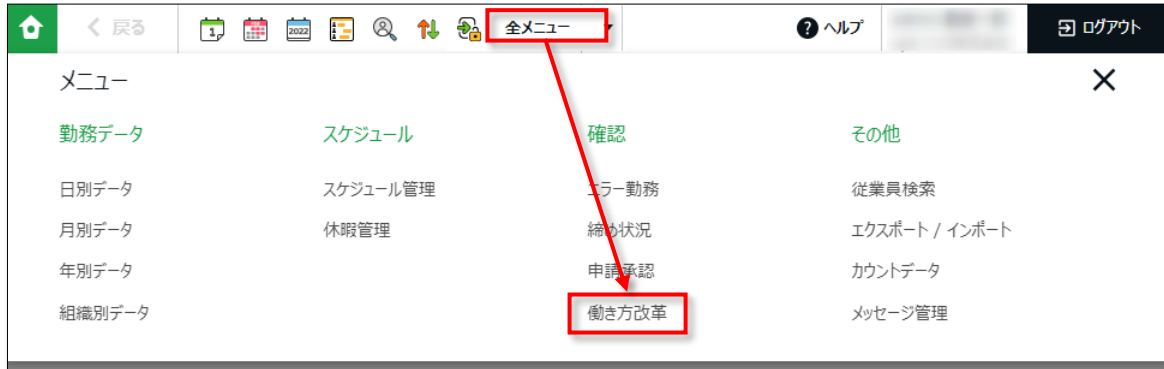 戻る 1 2022 全メニュー ヘルプ ログアウト
メニュー
勤務データ スケジュール 確認 その他
日別データ スケジュール管理 エラー勤務 従業員検索
月別データ 休暇管理 締め状況 エクスポート / インポート
年別データ 申請承認 カウントデータ
組織別データ 働き方改革 メッセージ管理